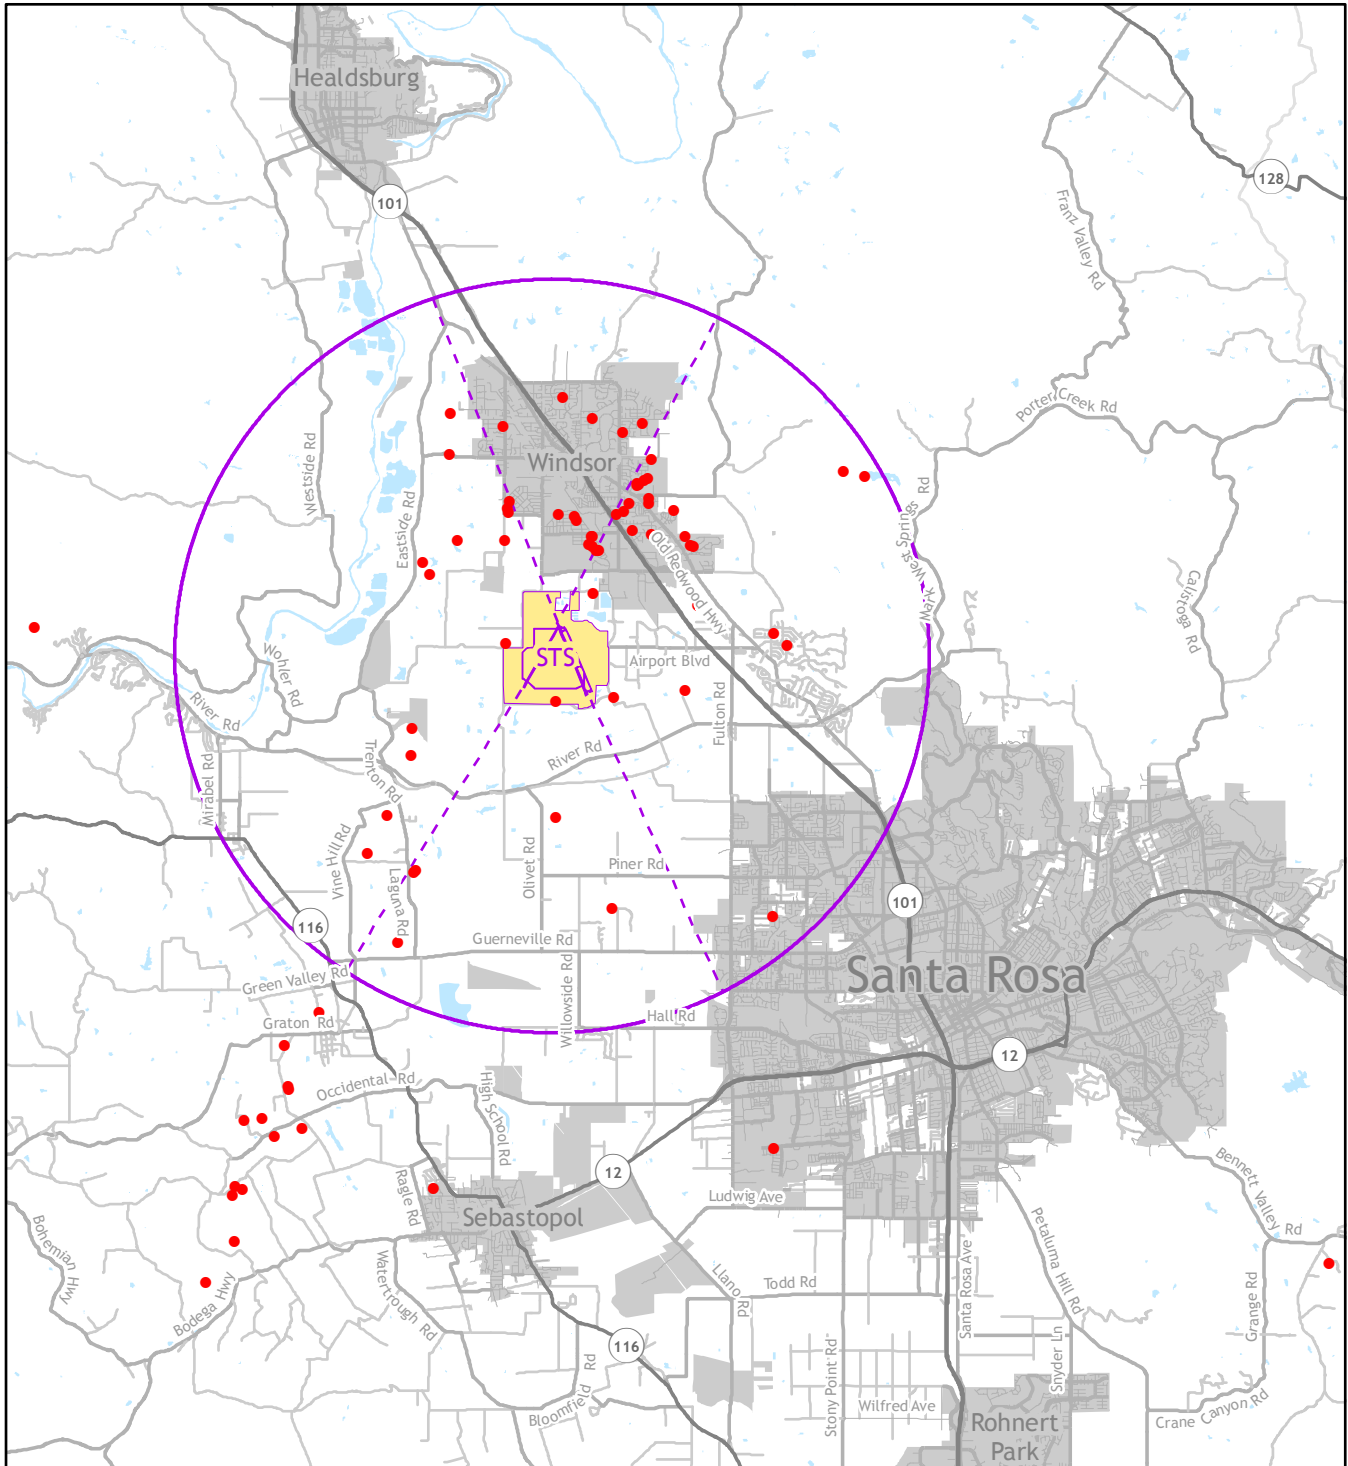 Healdsburg
101
128
Franz Valley Rd
Porter Creek Rd
Westside Rd
Windsor
Eastside Rd
Mark West Springs Rd
Old Redwood Hwy
Calistoga Rd
Wohler Rd
STS
Airport Blvd
River Rd
Fulton Rd
Trenton Rd
River Rd
Mirabel Rd
Vine Hill Rd
Olivet Rd
Piner Rd
Laguna Rd
101
116
Guerneville Rd
Santa Rosa
Green Valley Rd
Willowside Rd
Graton Rd
Hall Rd
12
Occidental Rd
High School Rd
12
Ragle Rd
Ludwig Ave
Bennett Valley Rd
Sebastopol
Petaluma Hill Rd
Bohemian Hwy
Watertrough Rd
Bodega Hwy
Llano Rd
Todd Rd
Santa Rosa Ave
Grange Rd
116
Stony Point Rd
Snyder Ln
Bloomfield Rd
Wilfred Ave
Crane Canyon Rd
Rohnert
Park